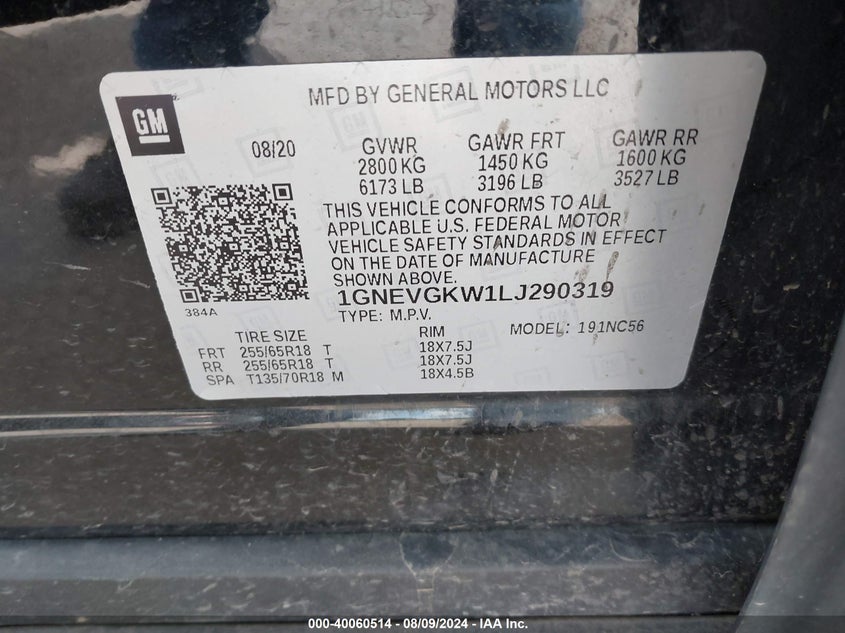 MFD BY GENERAL MOTORS LLC
GM
08/20
GVWR GAWR FRT GAWR RR
2800 KG 1450 KG 1600 KG
6173 LB 3196 LB 3527 LB
THIS VEHICLE CONFORMS TO ALL
APPLICABLE U.S. FEDERAL MOTOR
VEHICLE SAFETY STANDARDS IN EFFECT
ON THE DATE OF MANUFACTURE
SHOWN ABOVE.
1GNEVGKW1LJ290319
384A
TYPE: M.P.V. MODEL: 191NC56
TIRE SIZE RIM
FRT 255/65R18 T 18X7.5J
RR 255/65R18 T 18X7.5J
SPA T135/70R18 M 18X4.5B
000-40060514 - 08/09/2024 - IAA Inc.